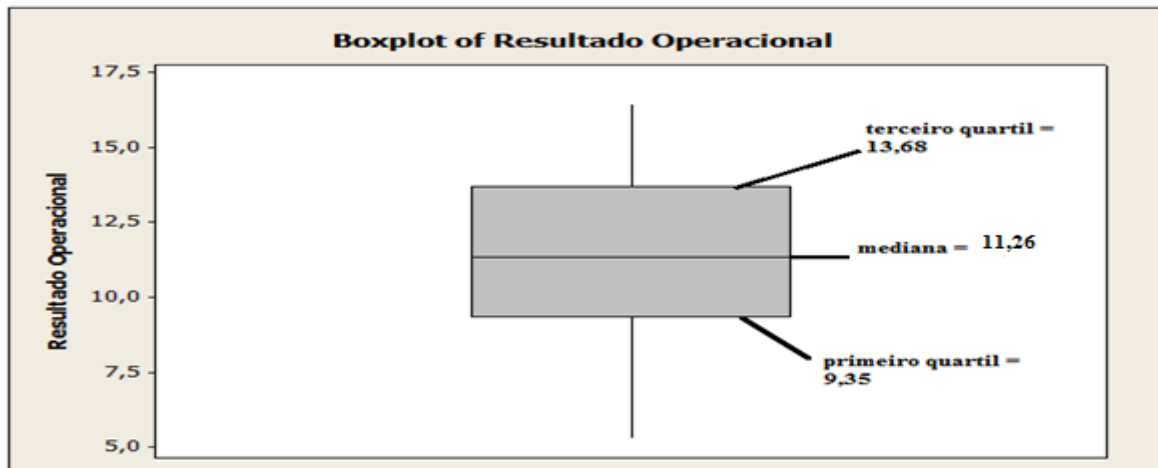 Boxplot of Resultado Operacional
Resultado Operacional
17,5
15,0
12,5
10,0
7,5
5,0
terceiro quartil =
13,68
mediana = 11,26
primeiro quartil =
9,35